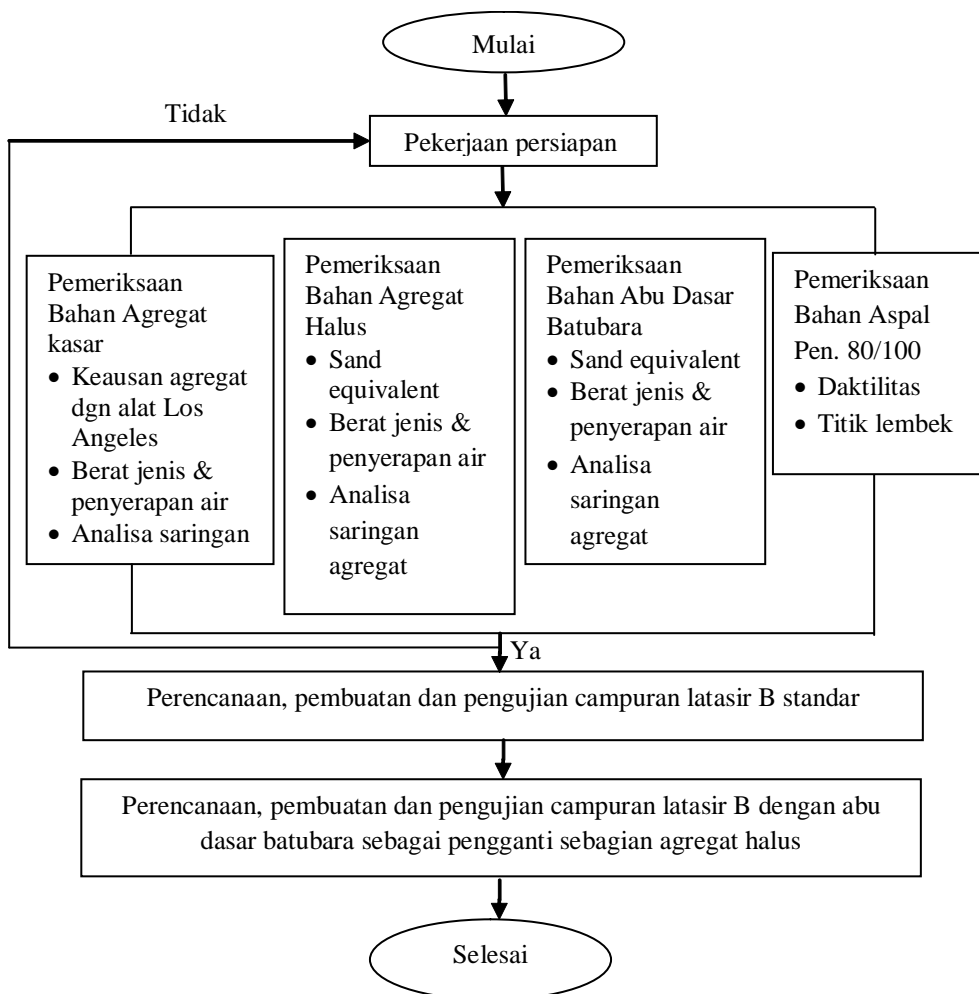 Mulai
Tidak
Pekerjaan persiapan
Pemeriksaan
Bahan Agregat
kasar
• Keausan agregat
dgn alat Los
Angeles
• Berat jenis &
penyerapan air
• Analisa saringan
Pemeriksaan
Bahan Agregat
Halus
• Sand
equivalent
• Berat jenis &
penyerapan air
• Analisa
saringan
agregat
Pemeriksaan
Bahan Abu Dasar
Batubara
• Sand equivalent
• Berat jenis &
penyerapan air
• Analisa
saringan
agregat
Pemeriksaan
Bahan Aspal
Pen. 80/100
• Daktilitas
• Titik lembek
Ya
Perencanaan, pembuatan dan pengujian campuran latasir B standar
Perencanaan, pembuatan dan pengujian campuran latasir B dengan abu
dasar batubara sebagai pengganti sebagian agregat halus
Selesai